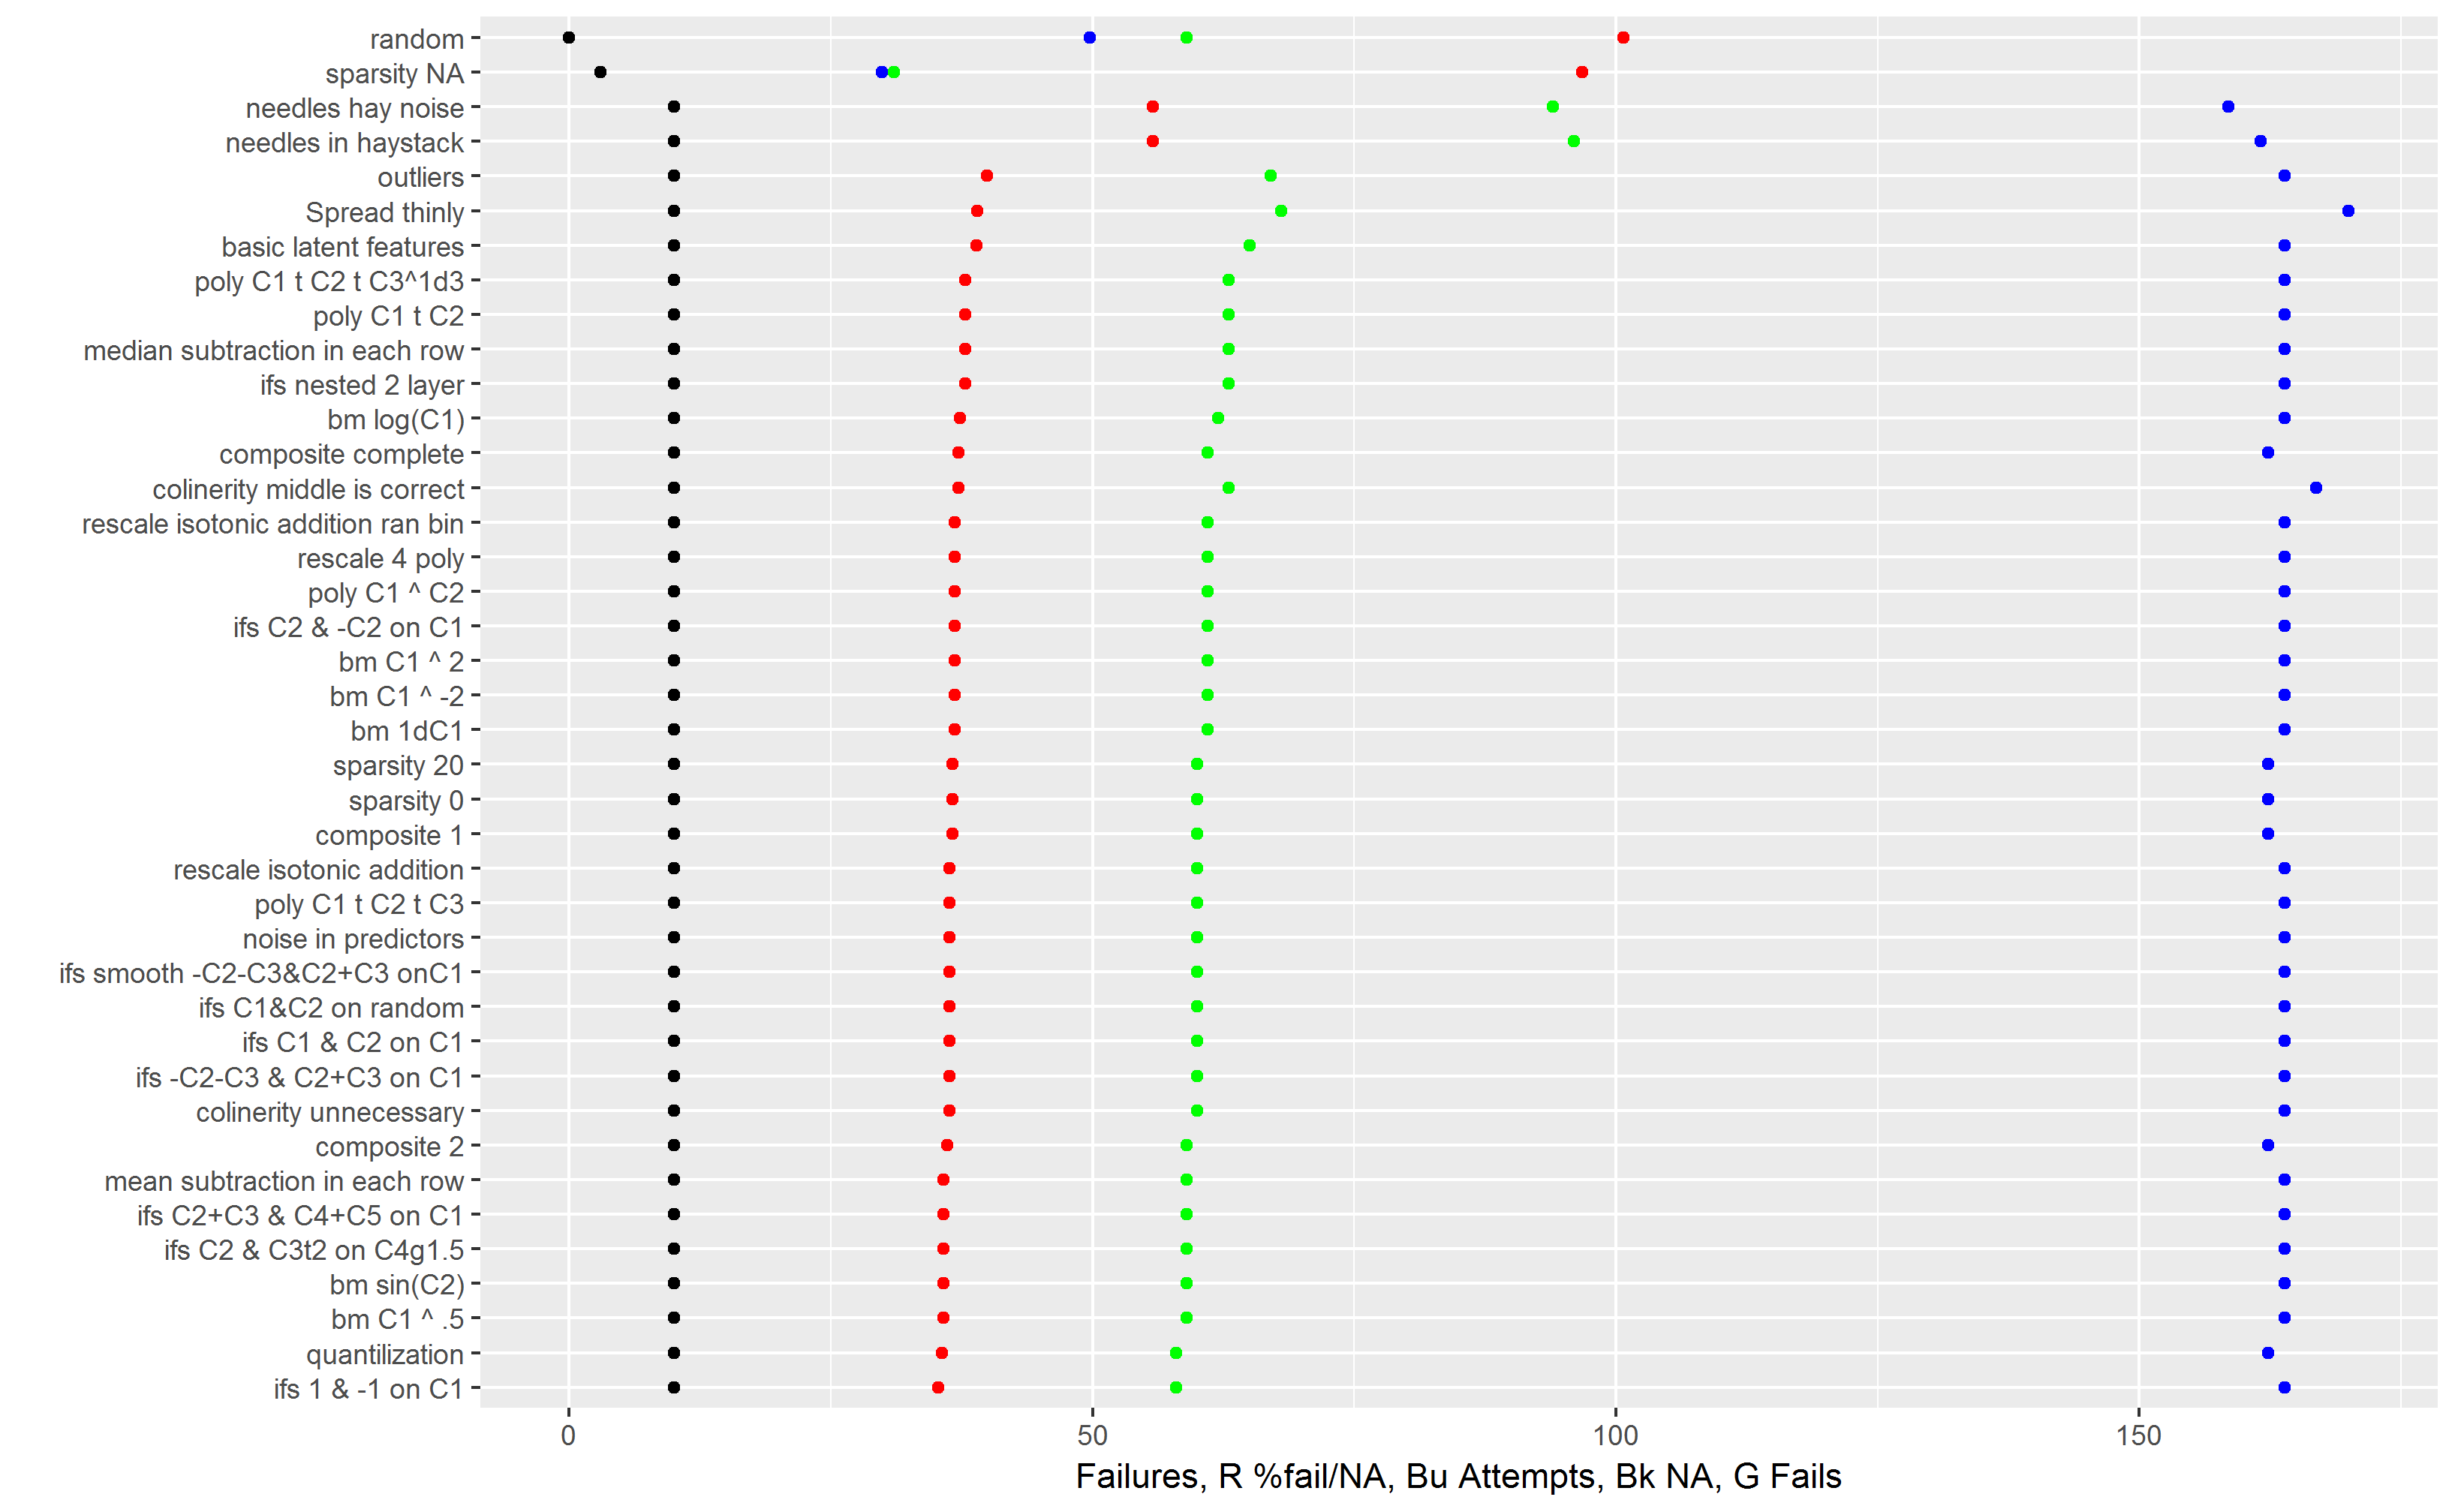 random
sparsity NA
needles hay noise
needles in haystack
outliers
Spread thinly
basic latent features
poly C1 t C2 t C3^1d3
poly C1 t C2
median subtraction in each row
ifs nested 2 layer
bm log(C1)
composite complete
colinerity middle is correct
rescale isotonic addition ran bin
rescale 4 poly
poly C1 ^ C2
ifs C2 & -C2 on C1
bm C1 ^ 2
bm C1 ^ -2
bm 1dC1
sparsity 20
sparsity 0
composite 1
rescale isotonic addition
poly C1 t C2 t C3
noise in predictors
ifs smooth -C2-C3&C2+C3 onC1
ifs C1&C2 on random
ifs C1 & C2 on C1
ifs -C2-C3 & C2+C3 on C1
colinerity unnecessary
composite 2
mean subtraction in each row
ifs C2+C3 & C4+C5 on C1
ifs C2 & C3t2 on C4g1.5
bm sin(C2)
bm C1 ^ .5
quantilization
ifs 1 & -1 on C1
0 50 100 150
Failures, R %fail/NA, Bu Attempts, Bk NA, G Fails